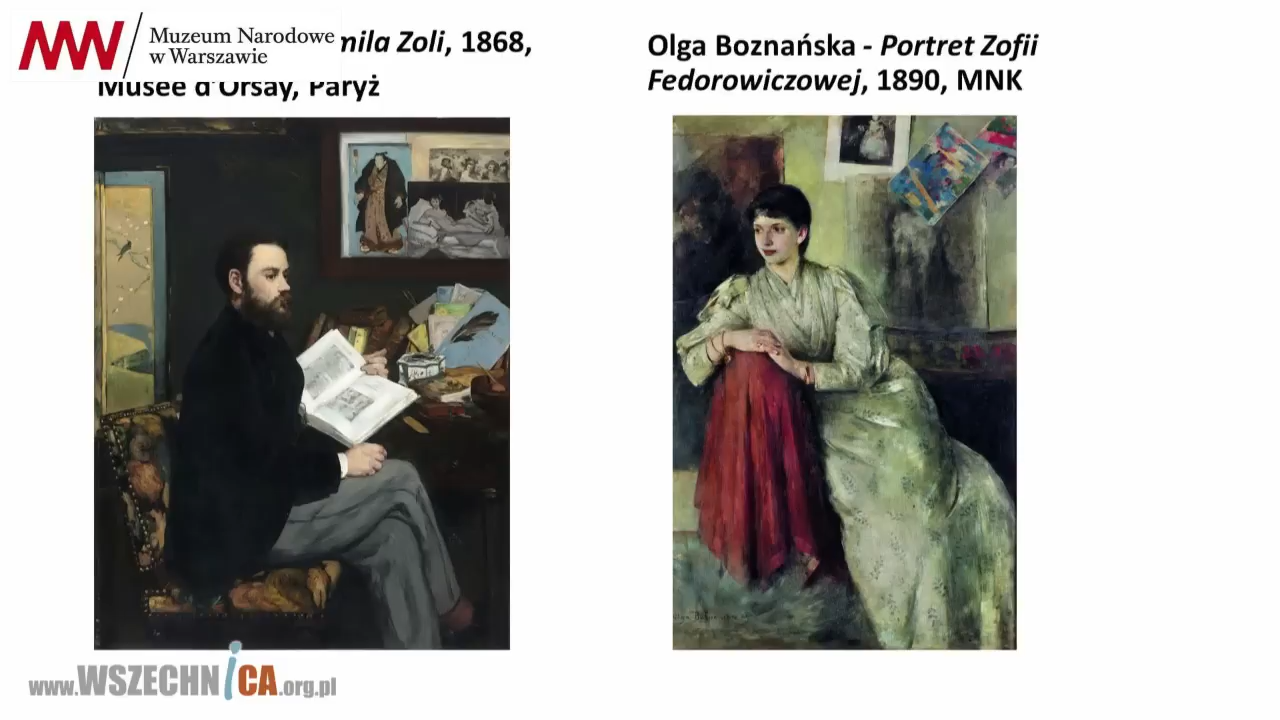 Muzeum Narodowe
w Warszawie
mila Zoli, 1868,
Musée d'Orsay, Paryż
Olga Boznańska - Portret Zofii
Fedorowiczowej, 1890, MNK
www.WSZECHNICA.org.pl